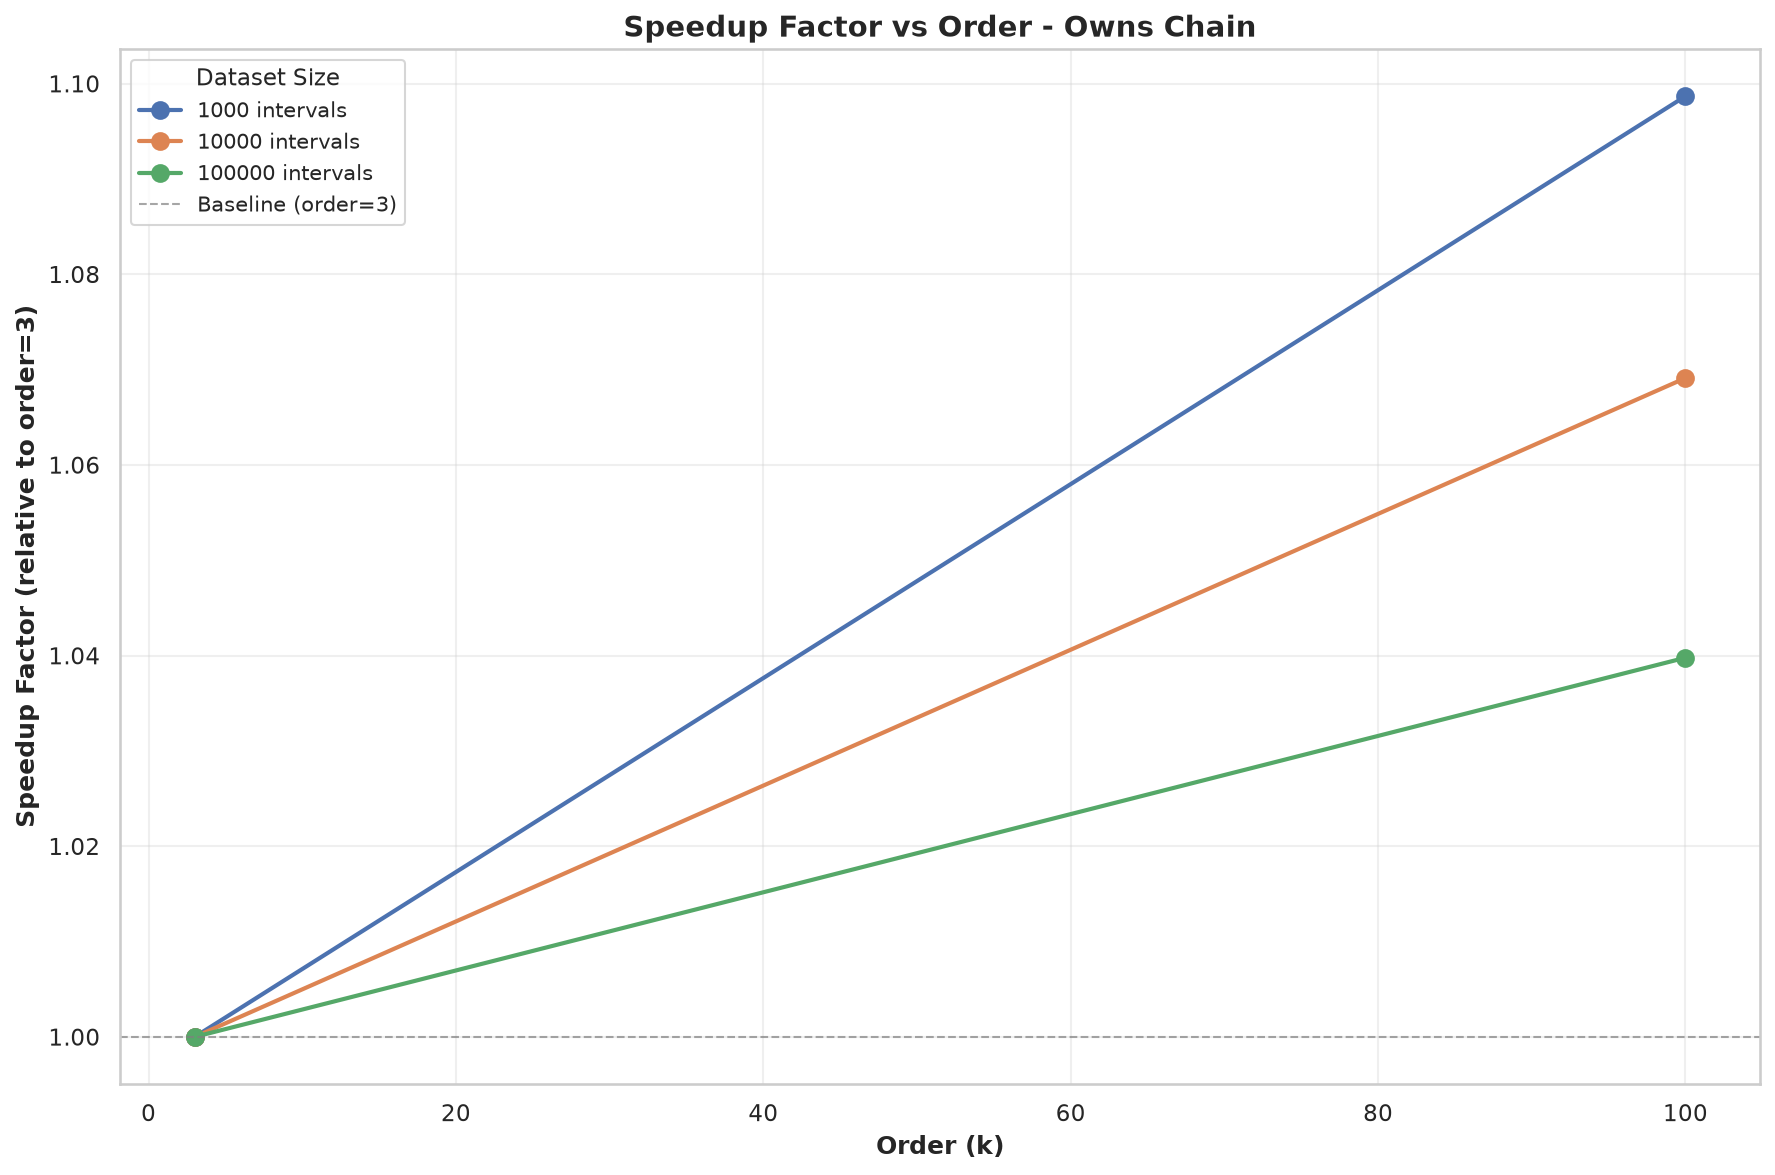 Speedup Factor vs Order - Owns Chain
Dataset Size
1000 intervals
10000 intervals
100000 intervals
Baseline (order=3)
Speedup Factor (relative to order=3)
1.10
1.08
1.06
1.04
1.02
1.00
0 20 40 60 80 100
Order (k)